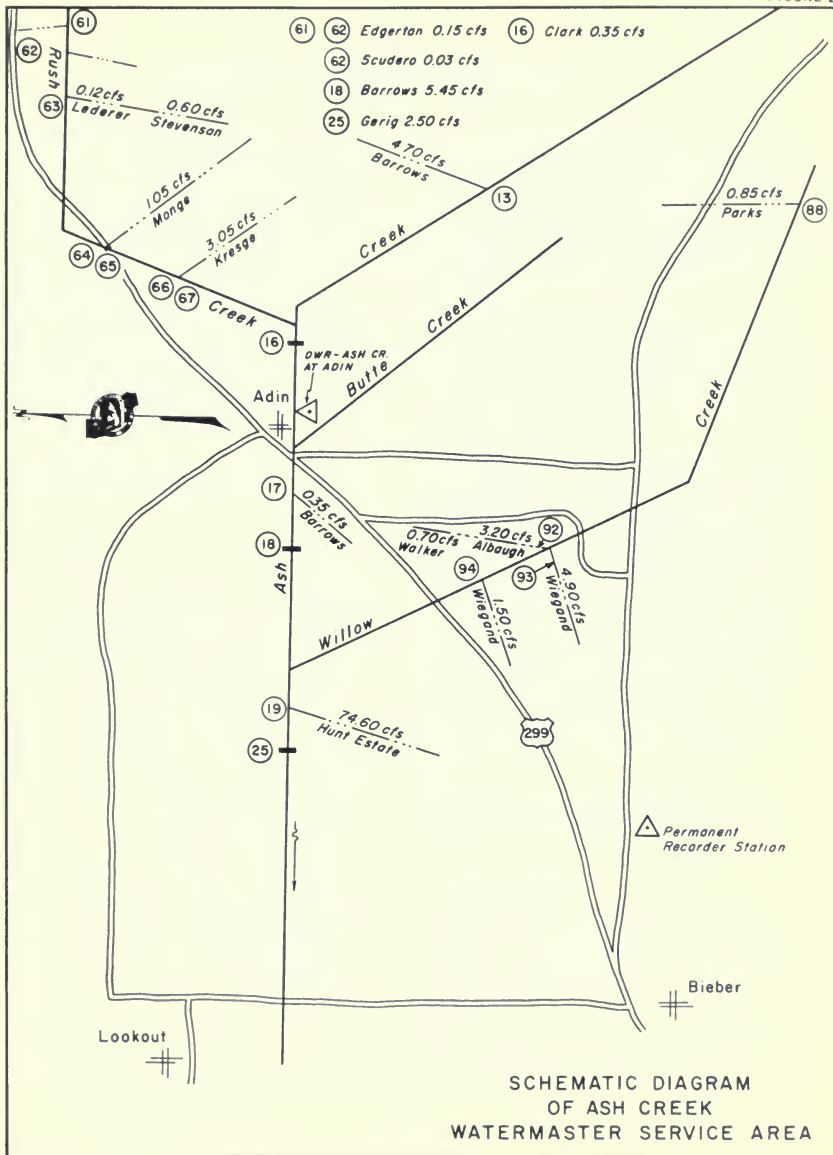 61 62 Edgerton 0.15 cfs 16 Clark 0.35 cfs
62 Scudero 0.03 cfs
18 Barrows 5.45 cfs
25 Gerig 2.50 cfs
61
62
Rush
63
0.12 cfs
Lederer
0.60 cfs
Stevenson
1.05 cfs
Monge
3.05 cfs
Kresge
64
65
66
67
Creek
4.70 cfs
Barrows
13
Creek
0.85 cfs
Parks
88
Creek
Butte
Creek
16
DWR-ASH CR.
AT ADIN
Adin
17
0.35 cfs
Barrows
18
Ash
0.70 cfs
Walker
3.20 cfs
Albaugh
92
93
4.90 cfs
Wiegand
94
1.50 cfs
Wiegand
Willow
19
74.60 cfs
Hunt Estate
25
299
Permanent
Recorder Station
Bieber
Lookout
SCHEMATIC DIAGRAM
OF ASH CREEK
WATERMASTER SERVICE AREA